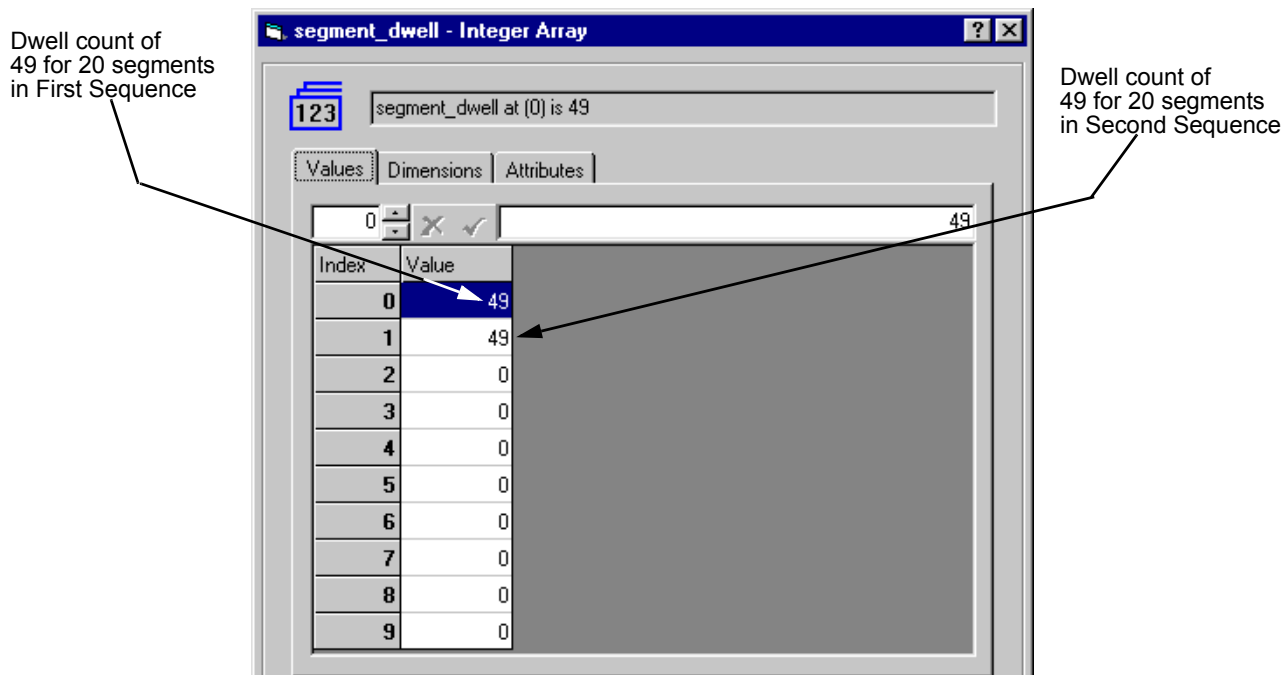 segment_dwell - Integer Array
Dwell count of
49 for 20 segments
in First Sequence
Dwell count of
49 for 20 segments
in Second Sequence
123
segment_dwell at (0) is 49
Values Dimensions Attributes
0 49
Index Value
0 49
1 49
2 0
3 0
4 0
5 0
6 0
7 0
8 0
9 0